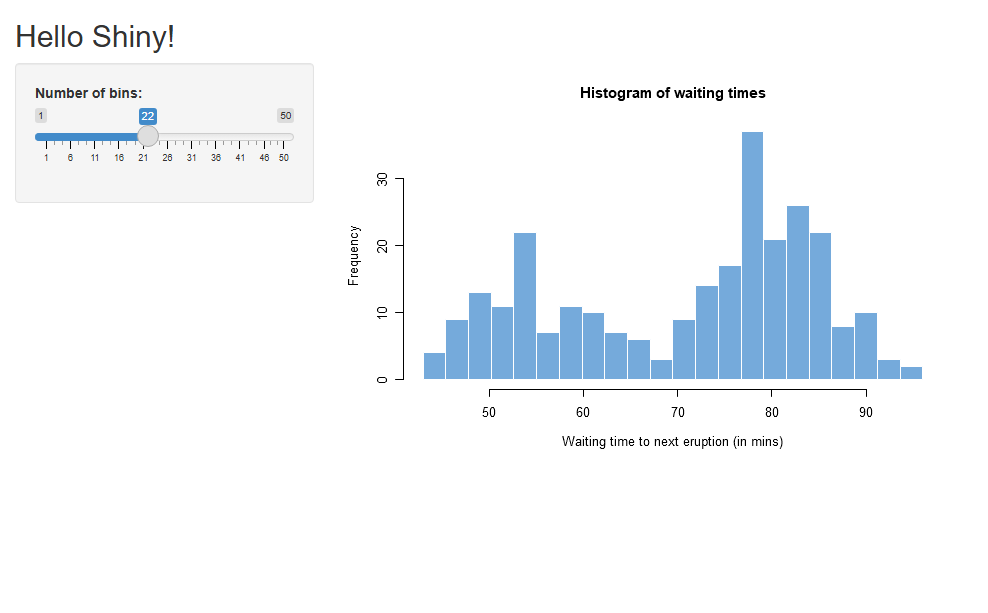 Hello Shiny!
Number of bins:
1 22 50
1 6 11 16 21 26 31 36 41 46 50
Histogram of waiting times
30
20
10
0
Frequency
50 60 70 80 90
Waiting time to next eruption (in mins)